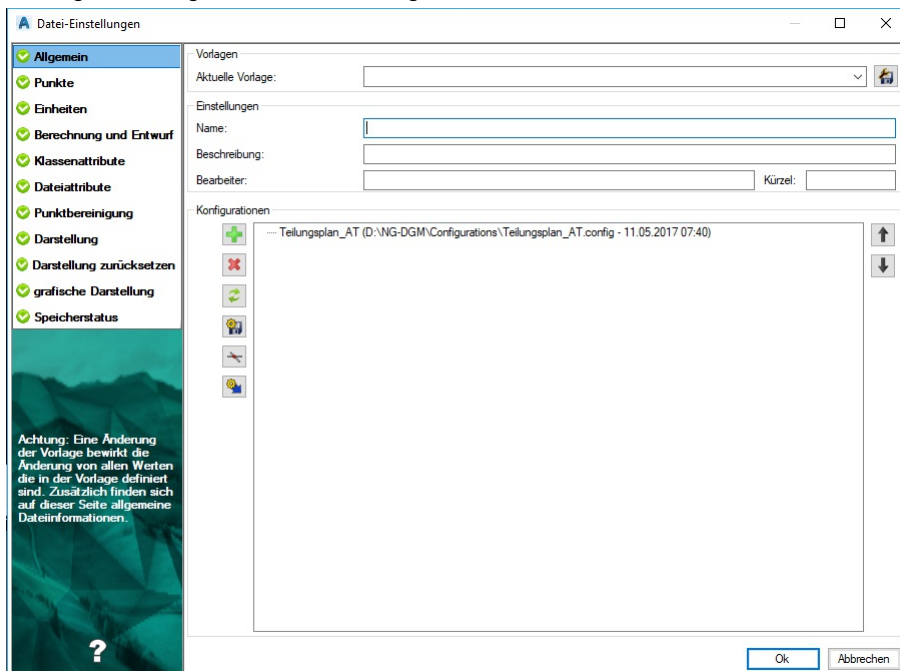 Datei-Einstellungen
Allgemein
Punkte
Einheiten
Berechnung und Entwurf
Klassenattribute
Dateiattribute
Punktbereinigung
Darstellung
Darstellung zurücksetzen
grafische Darstellung
Speicherstatus
Achtung: Eine Änderung
der Vorlage bewirkt die
Änderung von allen Werten
die in der Vorlage definiert
sind. Zusätzlich finden sich
auf dieser Seite allgemeine
Dateiinformationen.
?
Vorlagen
Aktuelle Vorlage:
Einstellungen
Name:
Beschreibung:
Bearbeiter:
Kürzel:
Konfigurationen
Teilungsplan_AT (D:\NG-DGM\Configurations\Teilungsplan_AT.config - 11.05.2017 07:40)
Ok
Abbrechen